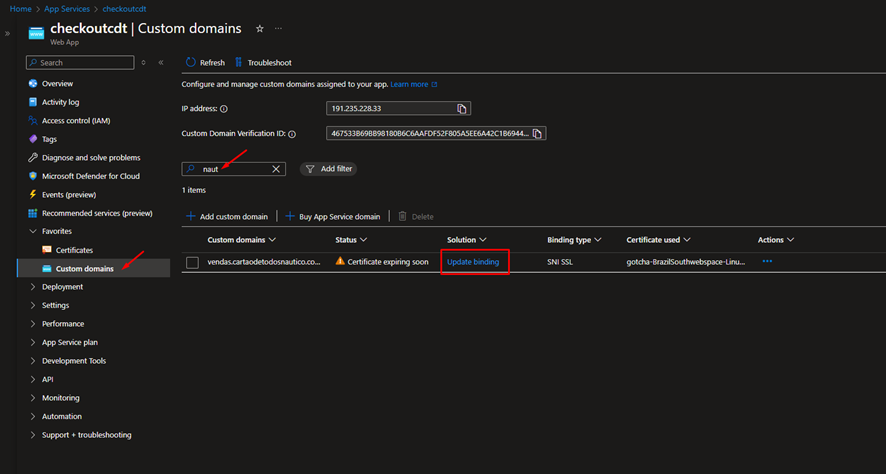 Home > App Services > checkoutcdt
checkoutcdt | Custom domains
Web App
Search
Overview
Activity log
Access control (IAM)
Tags
Diagnose and solve problems
Microsoft Defender for Cloud
Events (preview)
Recommended services (preview)
Favorites
Certificates
Custom domains
Deployment
Settings
Performance
App Service plan
Development Tools
API
Monitoring
Automation
Support + troubleshooting
Refresh Troubleshoot
Configure and manage custom domains assigned to your app. Learn more
IP address: 191.235.228.33
Custom Domain Verification ID: 467533B69BB98180B6C6AAFDF52F805A5EE6A42C1B6944...
naut Add filter
1 items
Add custom domain Buy App Service domain Delete
Custom domains Status Solution Binding type Certificate used Actions
vendas.cartaodetodosnautico.co... Certificate expiring soon Update binding SNI SSL gotcha-BrazilSouthwebspace-Linu...